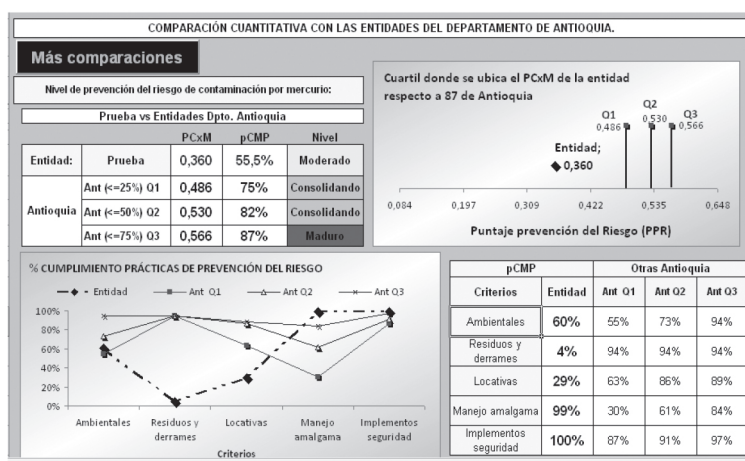 COMPARACIÓN CUANTITATIVA CON LAS ENTIDADES DEL DEPARTAMENTO DE ANTIOQUIA.
Más comparaciones
Nivel de prevención del riesgo de contaminación por
mercurio:
Prueba vs Entidades Dpto. Antioquia
PCxM pCMP Nivel
Entidad: Prueba 0,360 55,5% Moderado
Antioquia
Ant (<=25%) Q1 0,486 75% Consolidando
Ant (<=50%) Q2 0,530 82% Consolidando
Ant (<=75%) Q3 0,566 87% Maduro
Cuartil donde se ubica el PCxM de la entidad
respecto a 87 de Antioquia
Q1
0,486
Q2
0,530
Q3
0,566
Entidad;
0,360
0,084 0,197 0,309 0,422 0,535 0,648
Puntaje prevención del Riesgo (PPR)
% CUMPLIMIENTO PRÁCTICAS DE PREVENCIÓN DEL RIESGO
Entidad Ant Q1 Ant Q2 Ant Q3
100%
80%
60%
40%
20%
0%
Ambientales Residuos y Locativas Manejo Implementos
derrames amalgama seguridad
Criterios
pCMP Otras Antioquia
Criterios Entidad Ant Q1 Ant Q2 Ant Q3
Ambientales 60% 55% 73% 94%
Residuos y
derrames 4% 94% 94% 94%
Locativas 29% 63% 86% 89%
Manejo amalgama 99% 30% 61% 84%
Implementos
seguridad 100% 87% 91% 97%